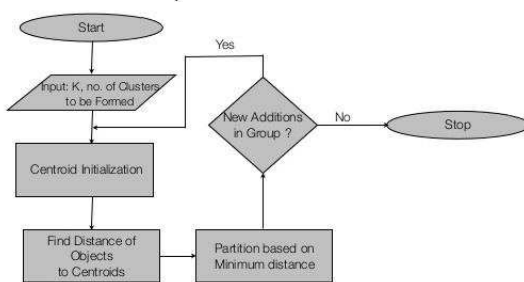 Start
Input: K, no. of Clusters
to be Formed
Centroid Initialization
Find Distance of
Objects
to Centroids
Partition based on
Minimum distance
New Additions
in Group ?
Yes
No
Stop